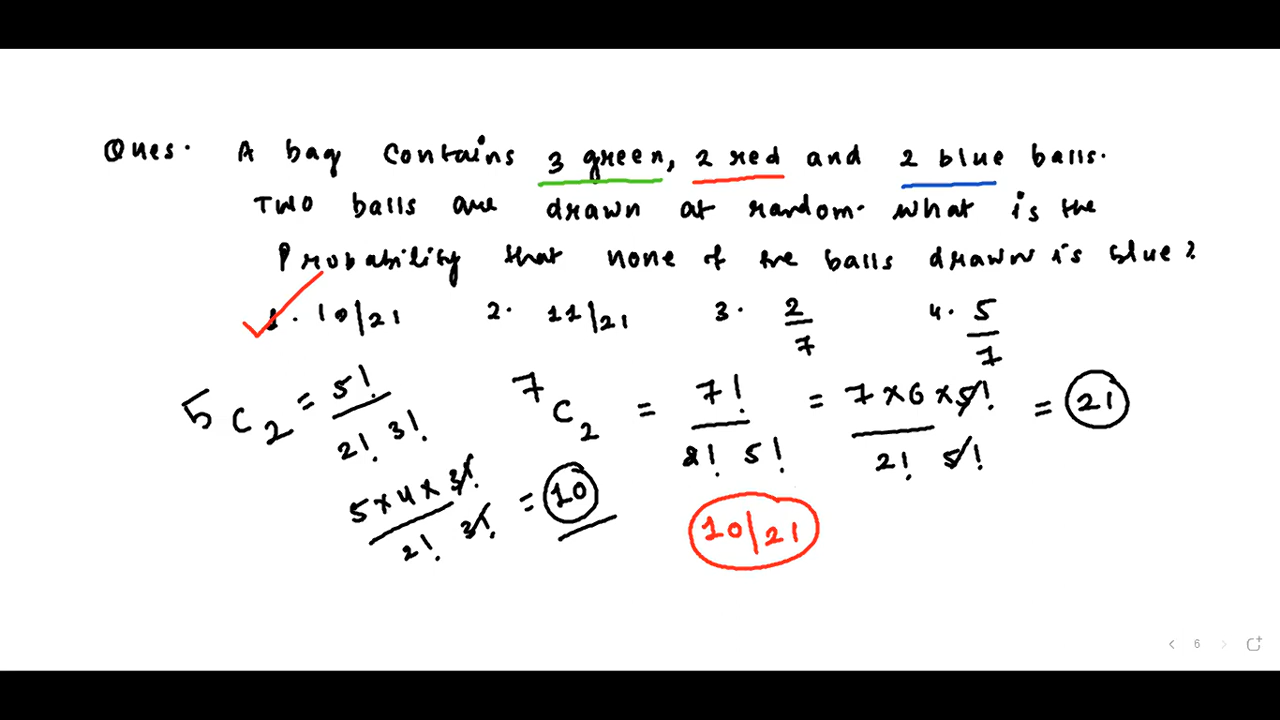 Ques. A bag contains 3 green, 2 red and 2 blue balls.
Two balls are drawn at random. What is the
Probability that none of the balls drawn is blue?
1. 10/21 2. 11/21 3. 2/7 4. 5/7
5C2 = 5!/2! 3!
7C2 = 7!/2! 5! = 7×6×5!/2! 5! = 21
5×4×3!/2! 3! = 10
10/21
6